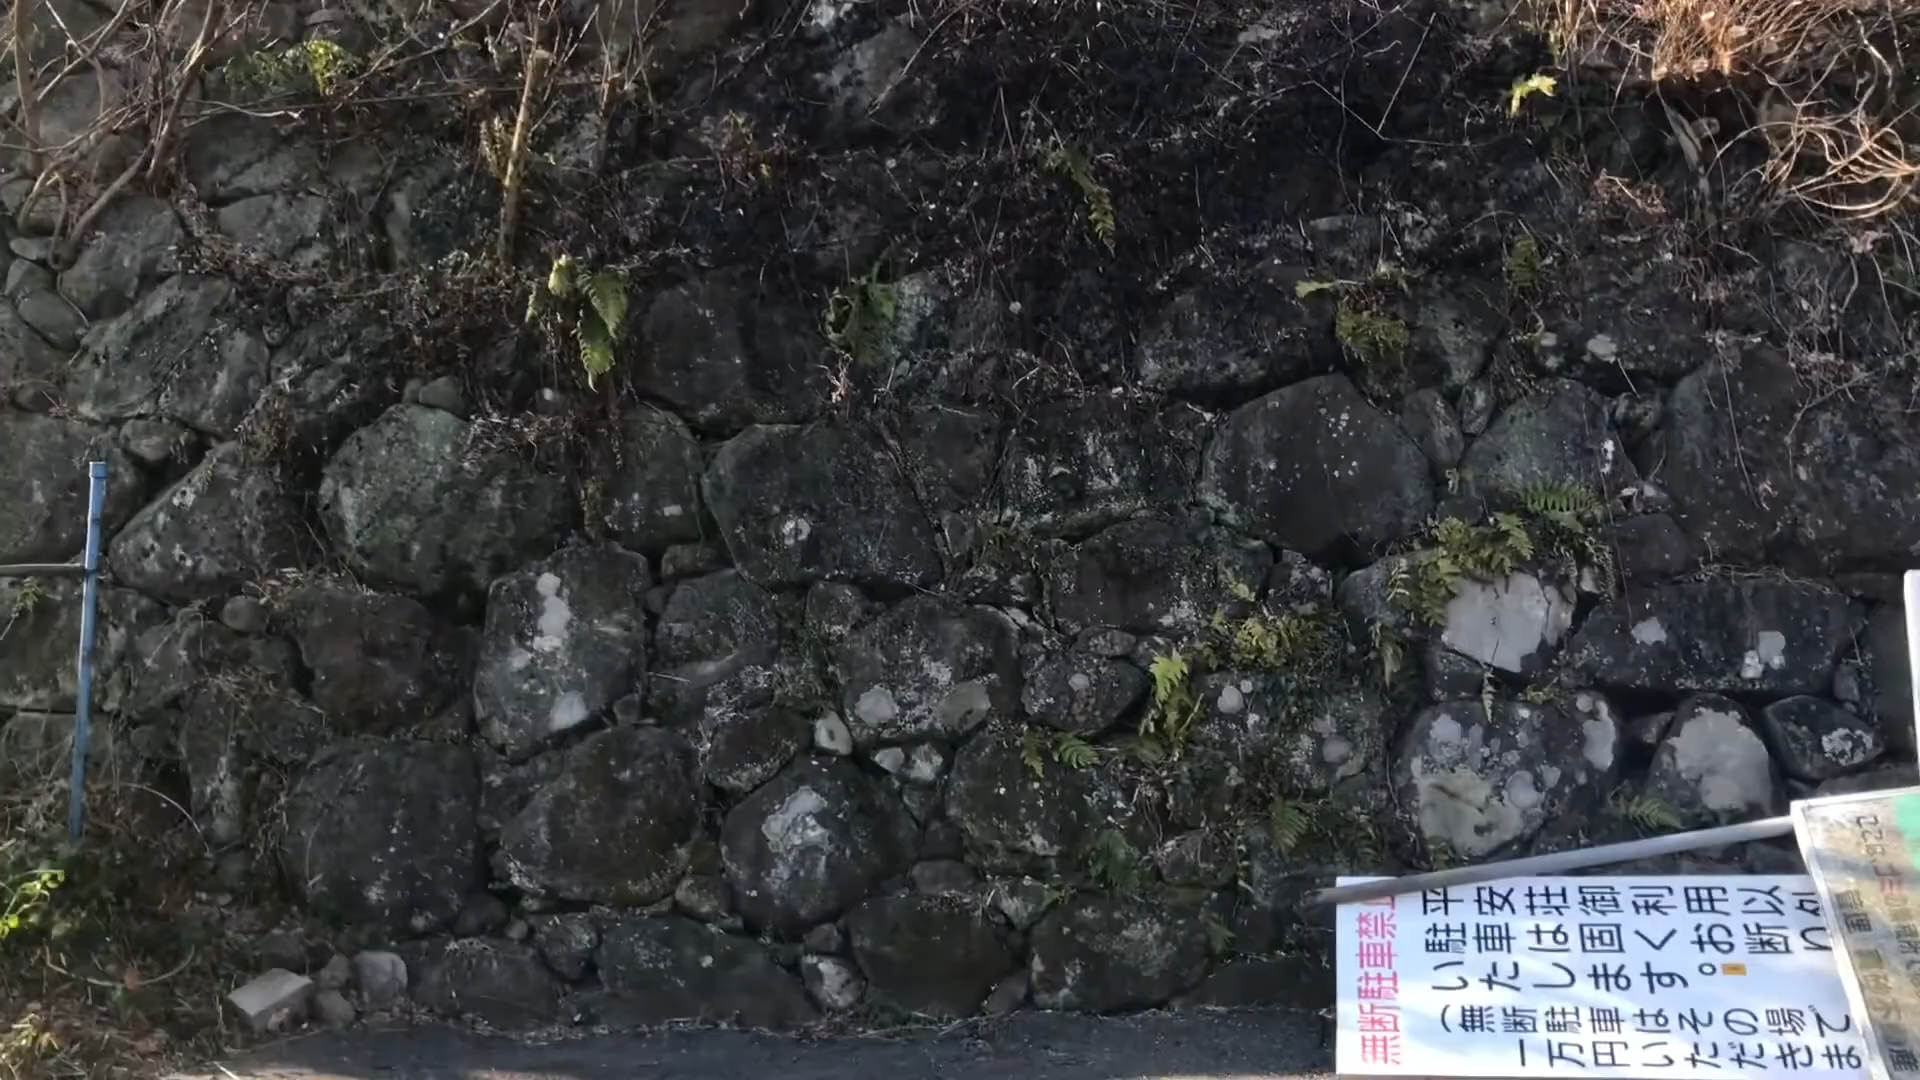 無断駐車禁止
平安荘御利用以外
駐車は固くお断り
いたします。
(無断駐車はその場で
一万円いただきま